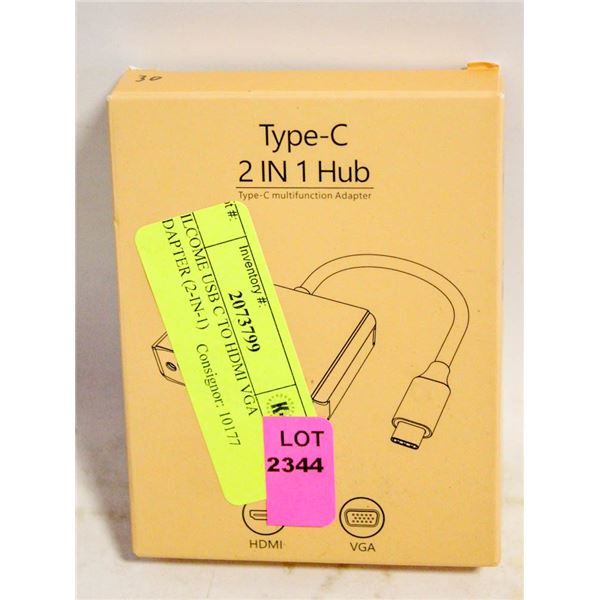 30
Type-C
2 IN 1 Hub
Type-C multifunction Adapter
#:
Inventory #:
2073799
ILCOME USB C TO HDMI VGA
DAPTER (2-IN-1) Consignor: 10177
LOT
2344
HDMI
VGA